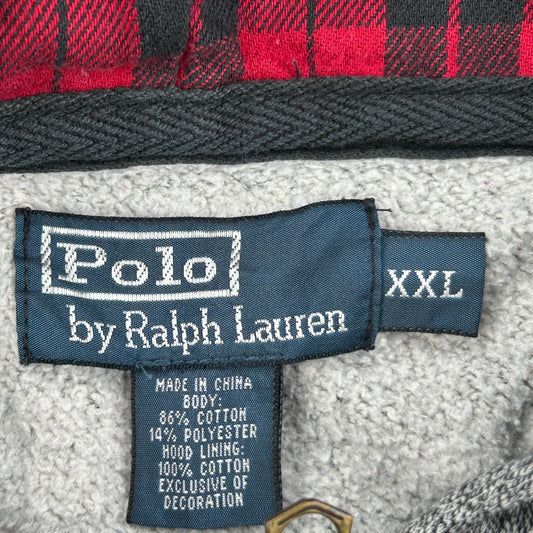 Polo
by Ralph Lauren
XXL
MADE IN CHINA
BODY:
86% COTTON
14% POLYESTER
HOOD LINING:
100% COTTON
EXCLUSIVE OF
DECORATION